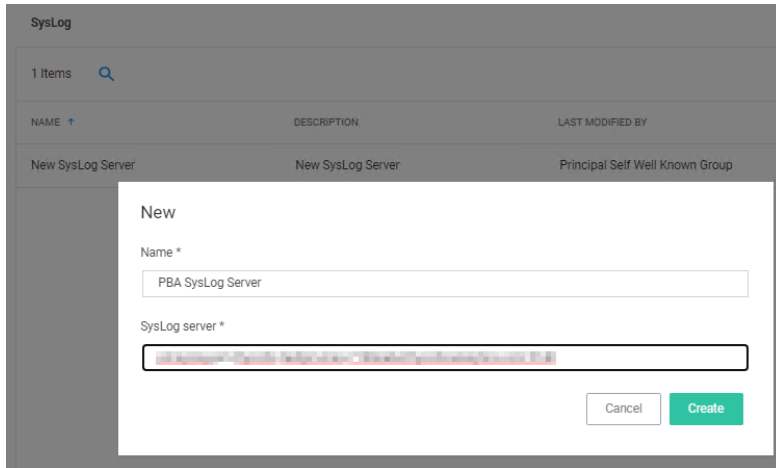 SysLog
1 Items
NAME ↑ DESCRIPTION LAST MODIFIED BY
New SysLog Server New SysLog Server Principal Self Well Known Group
New
Name *
PBA SysLog Server
SysLog server *
Cancel Create